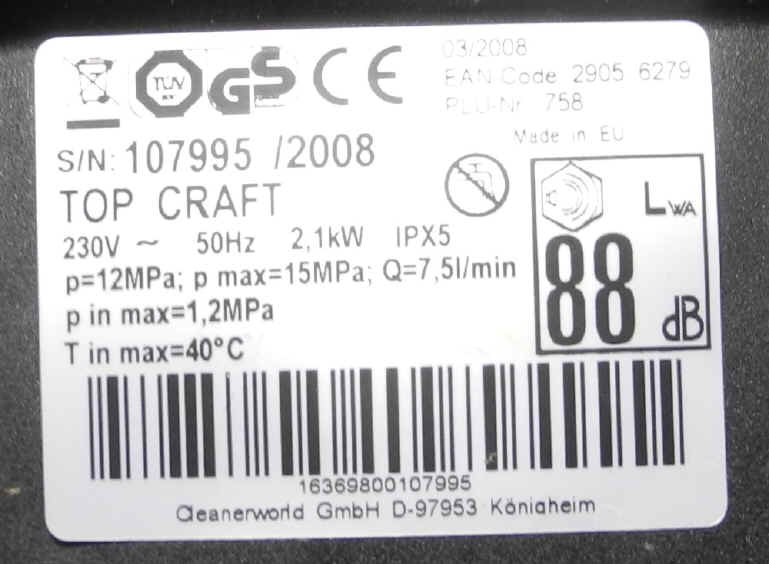 TÜV
GS CE
03/2008
EAN-Code 2905 6279
PLU-Nr. 758
Made in EU
S/N: 107995 /2008
TOP CRAFT
230V ~ 50Hz 2,1kW IPX5
p=12MPa; p max=15MPa; Q=7,5l/min
p in max=1,2MPa
T in max=40°C
LWA
88
dB
16369800107995
Cleanerworld GmbH D-97953 Königheim